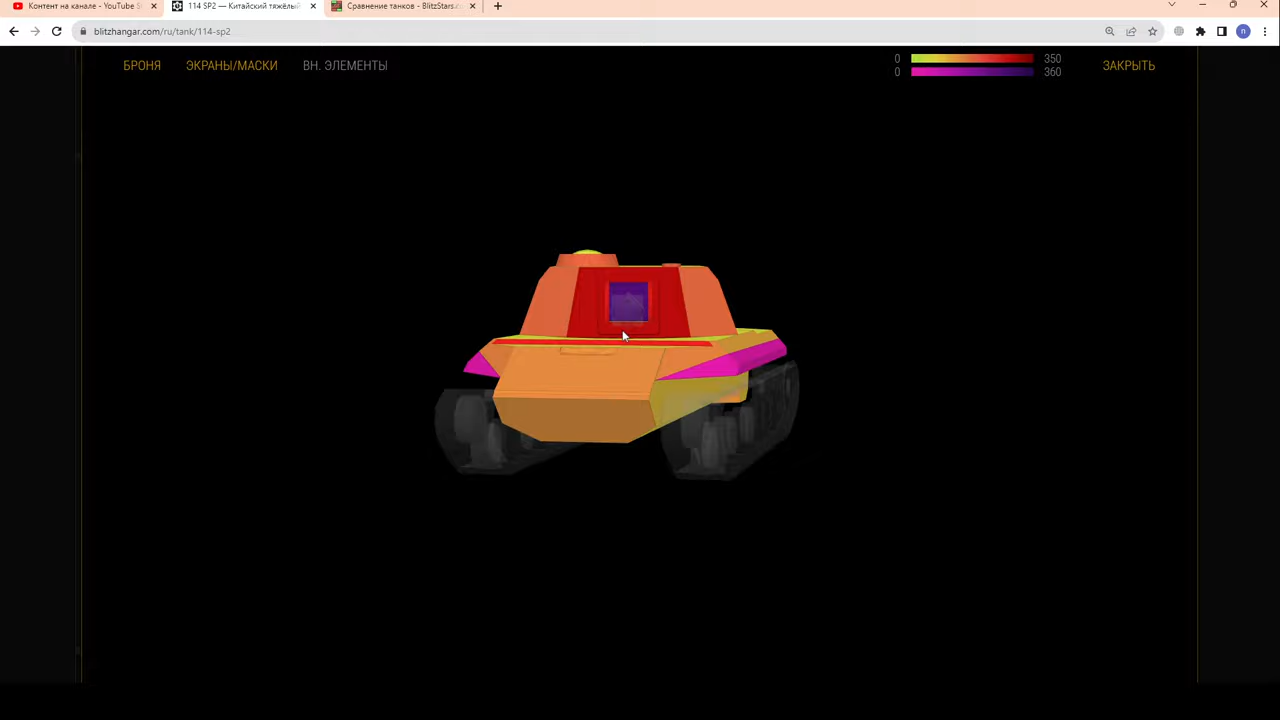 Контент на канале - YouTube S
114 SP2 — Китайский тяжёлый
Сравнение танков - BlitzStars.c
blitzhangar.com/ru/tank/114-sp2
п
БРОНЯ
ЭКРАНЫ/МАСКИ
ВН. ЭЛЕМЕНТЫ
0
350
0
360
ЗАКРЫТЬ